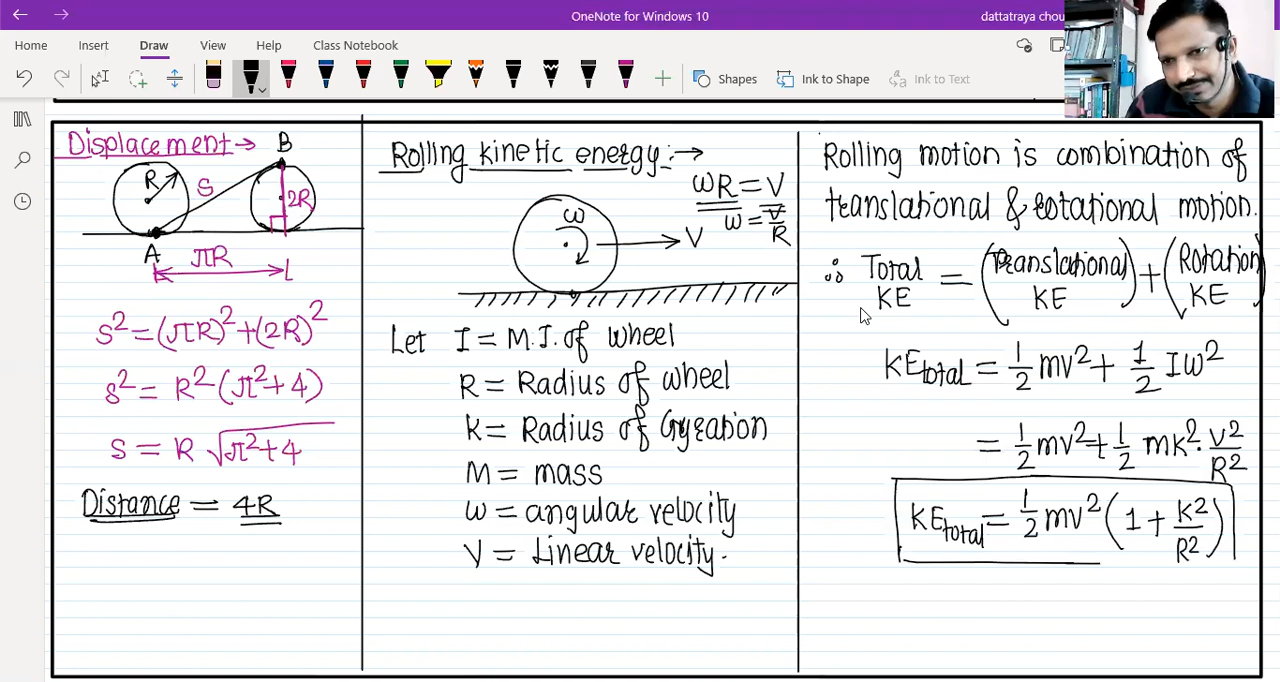 OneNote for Windows 10
dattatraya chou
Home Insert Draw View Help Class Notebook
Shapes Ink to Shape Ink to Text
Displacement →
B
R
S
2R
A
πR
S² = (πR)² + (2R)²
S² = R² (π² + 4)
S = R √π² + 4
Distance = 4R
Rolling kinetic energy :→
ωR = V
ω = V/R
ω
V
Let I = M.I. of wheel
R = Radius of wheel
K = Radius of Gyration
M = mass
ω = angular velocity
V = Linear velocity.
Rolling motion is combination of
translational & rotational motion.
∴ Total KE = (Translational KE) + (Rotation KE)
KEtotal = 1/2 mv² + 1/2 Iω²
= 1/2 mv² + 1/2 mk² · V²/R²
KEtotal = 1/2 mv² (1 + K²/R²)